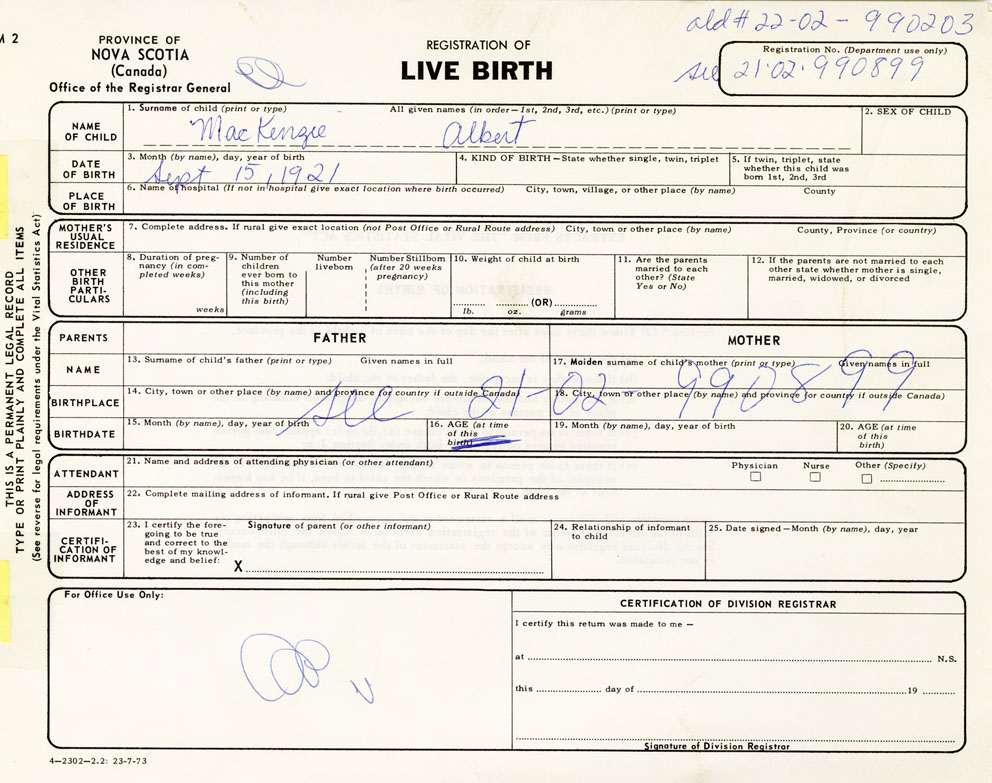 M 2
old # 22-02-990203
PROVINCE OF
NOVA SCOTIA
(Canada)
Office of the Registrar General
REGISTRATION OF
LIVE BIRTH
Registration No. (Department use only)
see 21·02·990899
NAME OF CHILD
1. Surname of child (print or type) All given names (in order—1st, 2nd, 3rd, etc.) (print or type)
MacKenzie Albert
2. SEX OF CHILD
DATE OF BIRTH
3. Month (by name), day, year of birth
Sept 15, 1921
4. KIND OF BIRTH—State whether single, twin, triplet
5. If twin, triplet, state whether this child was born 1st, 2nd, 3rd
PLACE OF BIRTH
6. Name of hospital (If not in hospital give exact location where birth occurred) City, town, village, or other place (by name) County
MOTHER'S USUAL RESIDENCE
7. Complete address. If rural give exact location (not Post Office or Rural Route address) City, town or other place (by name) County, Province (or country)
OTHER BIRTH PARTI-CULARS
8. Duration of preg-nancy (in com-pleted weeks) weeks
9. Number of children ever born to this mother (including this birth)
Number liveborn
Number Stillborn (after 20 weeks pregnancy)
10. Weight of child at birth
lb. oz. (OR) grams
11. Are the parents married to each other? (State Yes or No)
12. If the parents are not married to each other state whether mother is single, married, widowed, or divorced
PARENTS
FATHER
MOTHER
NAME
13. Surname of child's father (print or type) Given names in full
17. Maiden surname of child's mother (print or type) Given names in full
see 21-02 990899
BIRTHPLACE
14. City, town or other place (by name) and province (or country if outside Canada)
18. City, town or other place (by name) and province (or country if outside Canada)
BIRTHDATE
15. Month (by name), day, year of birth
16. AGE (at time of this birth)
19. Month (by name), day, year of birth
20. AGE (at time of this birth)
ATTENDANT
21. Name and address of attending physician (or other attendant)
Physician Nurse Other (Specify)
ADDRESS OF INFORMANT
22. Complete mailing address of informant. If rural give Post Office or Rural Route address
CERTIFI-CATION OF INFORMANT
23. I certify the fore-going to be true and correct to the best of my knowl-edge and belief:
Signature of parent (or other informant)
X
24. Relationship of informant to child
25. Date signed—Month (by name), day, year
For Office Use Only:
CERTIFICATION OF DIVISION REGISTRAR
I certify this return was made to me —
at N.S.
this day of 19
Signature of Division Registrar
4—2302—2.2: 23-7-73
THIS IS A PERMANENT LEGAL RECORD
TYPE OR PRINT PLAINLY AND COMPLETE ALL ITEMS
(See reverse for legal requirements under the Vital Statistics Act)